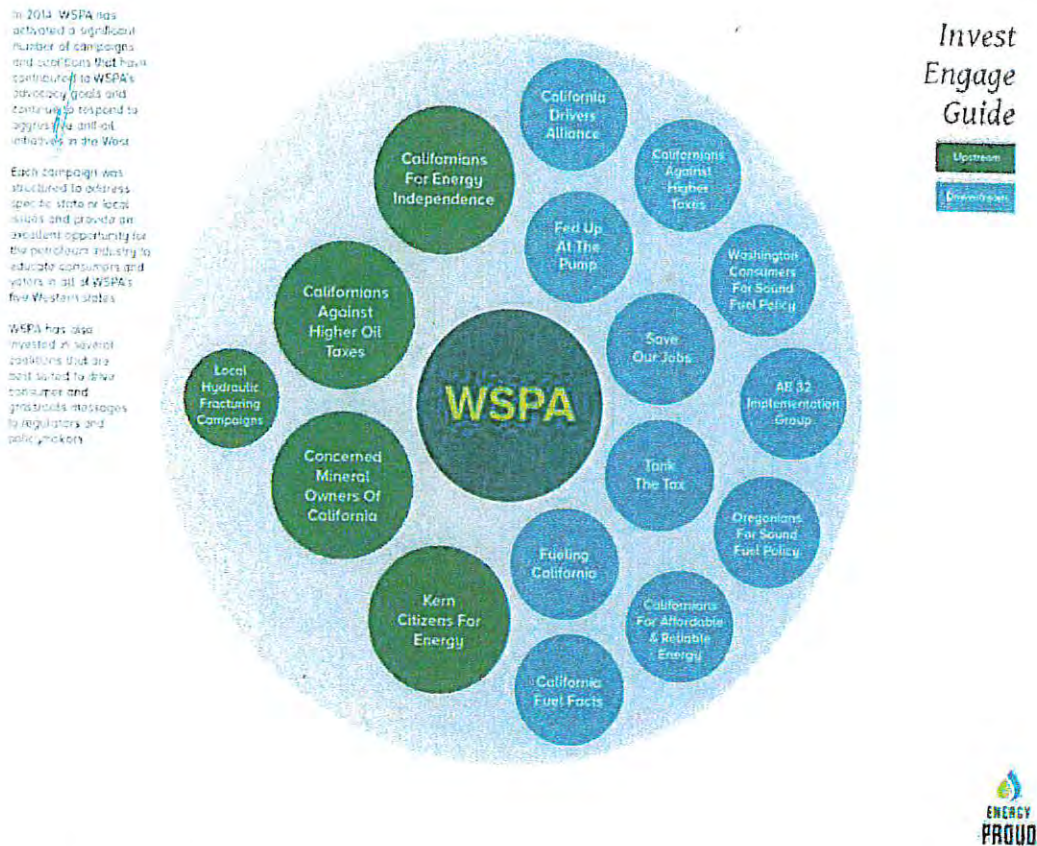 In 2014, WSPA has
activated a significant
number of campaigns
and coalitions that have
contributed to WSPA's
advocacy goals and
continue to respond to
aggressive anti-oil
initiatives in the West
Each campaign was
structured to address
specific state or local
issues and provide an
excellent opportunity for
the petroleum industry to
educate consumers and
voters in all of WSPA's
five Western states
WSPA has also
invested in several
coalitions that are
best suited to drive
consumer and
grassroots messages
to regulators and
policymakers
Invest
Engage
Guide
Upstream
Downstream
California
Drivers
Alliance
Californians
For Energy
Independence
Californians
Against
Higher
Taxes
Fed Up
At The
Pump
Washington
Consumers
For Sound
Fuel Policy
Californians
Against
Higher Oil
Taxes
Save
Our Jobs
Local
Hydraulic
Fracturing
Campaigns
WSPA
AB 32
Implementation
Group
Concerned
Mineral
Owners Of
California
Tank
The Tax
Oregonians
For Sound
Fuel Policy
Fueling
California
Kern
Citizens For
Energy
Californians
For Affordable
& Reliable
Energy
California
Fuel Facts
ENERGY
PROUD